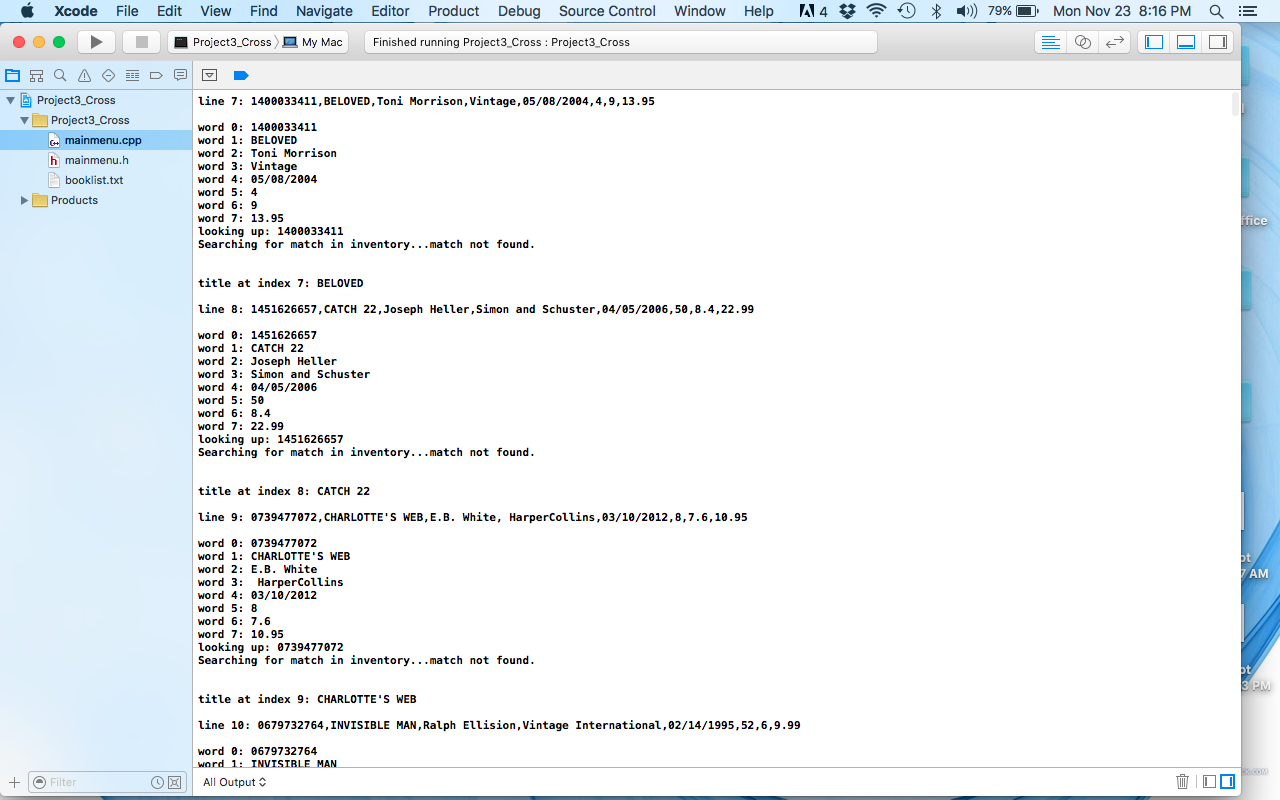 Xcode File Edit View Find Navigate Editor Product Debug Source Control Window Help 4 79% Mon Nov 23 8:16 PM
Project3_Cross My Mac Finished running Project3_Cross : Project3_Cross
Project3_Cross
Project3_Cross
mainmenu.cpp
mainmenu.h
booklist.txt
Products
line 7: 1400033411,BELOVED,Toni Morrison,Vintage,05/08/2004,4,9,13.95
word 0: 1400033411
word 1: BELOVED
word 2: Toni Morrison
word 3: Vintage
word 4: 05/08/2004
word 5: 4
word 6: 9
word 7: 13.95
looking up: 1400033411
Searching for match in inventory...match not found.
title at index 7: BELOVED
line 8: 1451626657,CATCH 22,Joseph Heller,Simon and Schuster,04/05/2006,50,8.4,22.99
word 0: 1451626657
word 1: CATCH 22
word 2: Joseph Heller
word 3: Simon and Schuster
word 4: 04/05/2006
word 5: 50
word 6: 8.4
word 7: 22.99
looking up: 1451626657
Searching for match in inventory...match not found.
title at index 8: CATCH 22
line 9: 0739477072,CHARLOTTE'S WEB,E.B. White, HarperCollins,03/10/2012,8,7.6,10.95
word 0: 0739477072
word 1: CHARLOTTE'S WEB
word 2: E.B. White
word 3:  HarperCollins
word 4: 03/10/2012
word 5: 8
word 6: 7.6
word 7: 10.95
looking up: 0739477072
Searching for match in inventory...match not found.
title at index 9: CHARLOTTE'S WEB
line 10: 0679732764,INVISIBLE MAN,Ralph Ellision,Vintage International,02/14/1995,52,6,9.99
word 0: 0679732764
word 1: INVISIBLE MAN
Filter
All Output
ffice
ot
7 AM
ot
3 PM